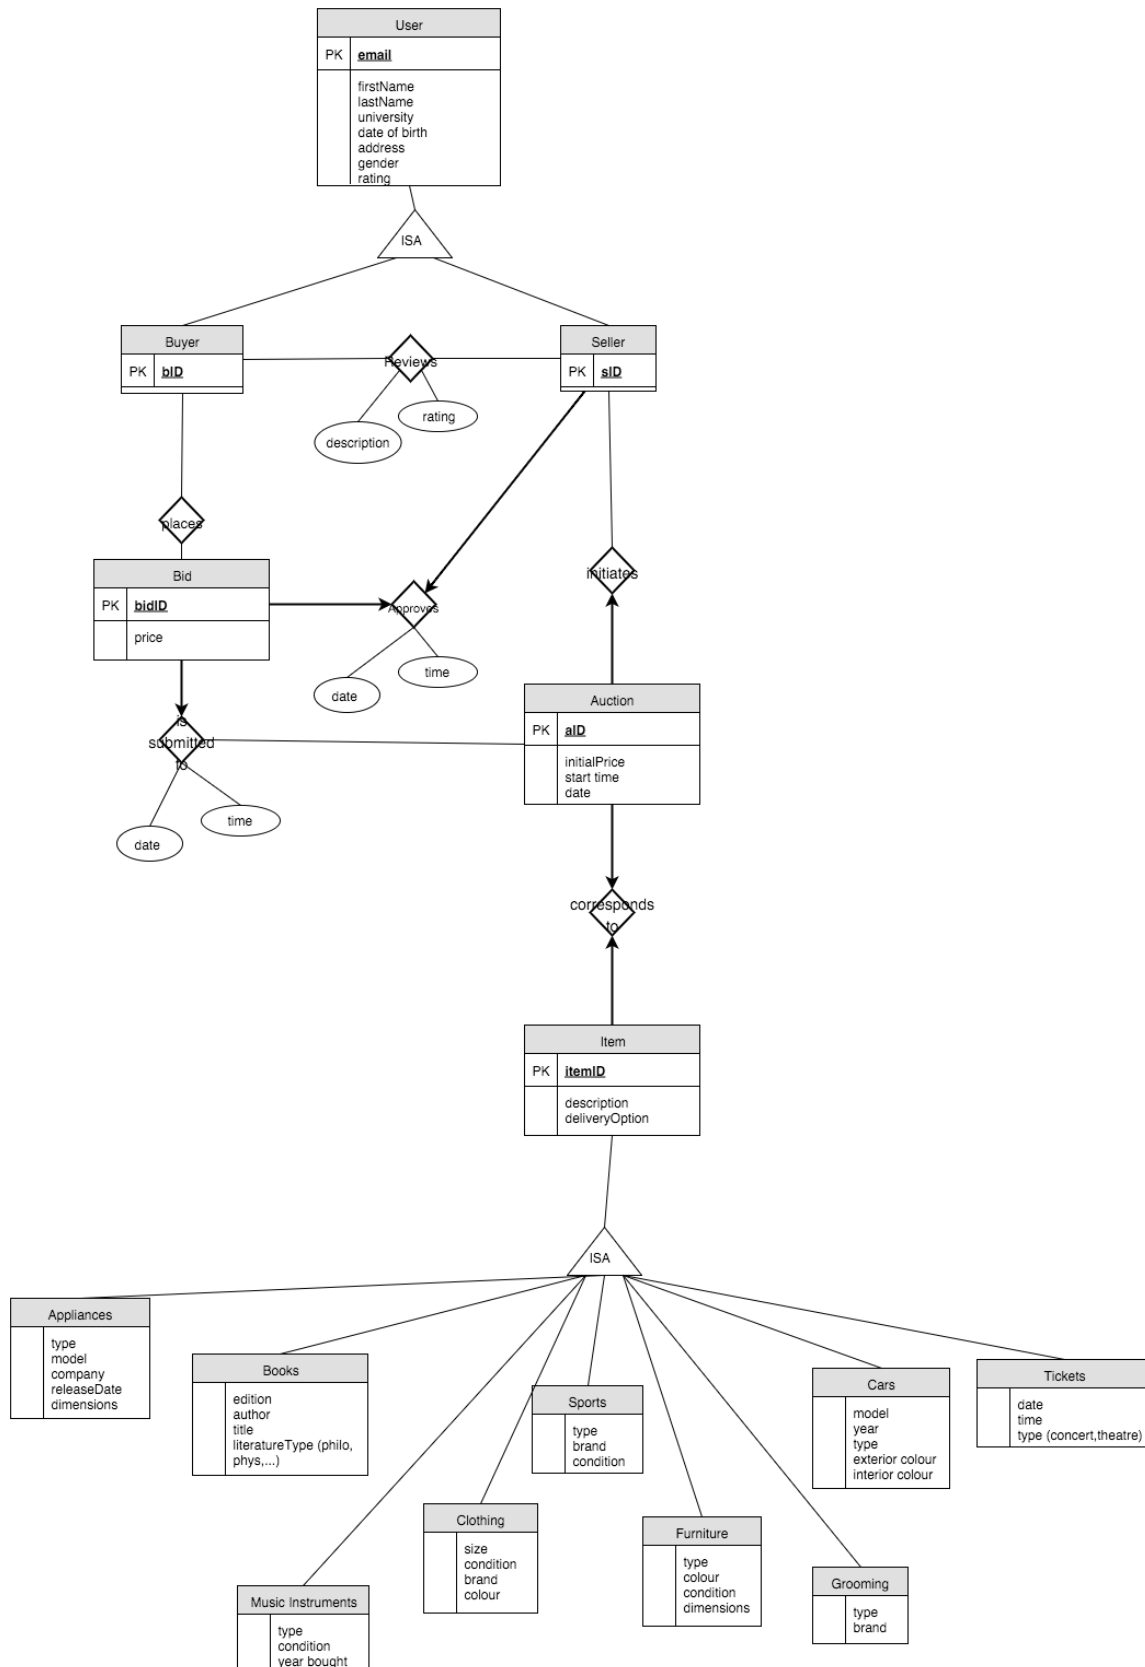 User
PK email
firstName
lastName
university
date of birth
address
gender
rating
ISA
Buyer
PK bID
Reviews
Seller
PK sID
rating
description
places
initiates
Bid
PK bidID
price
Approves
time
date
is
submitted
to
time
date
Auction
PK aID
initialPrice
start time
date
corresponds
to
Item
PK itemID
description
deliveryOption
ISA
Appliances
type
model
company
releaseDate
dimensions
Books
edition
author
title
literatureType (philo,
phys,...)
Sports
type
brand
condition
Cars
model
year
type
exterior colour
interior colour
Tickets
date
time
type (concert,theatre)
Clothing
size
condition
brand
colour
Furniture
type
colour
condition
dimensions
Grooming
type
brand
Music Instruments
type
condition
year bought